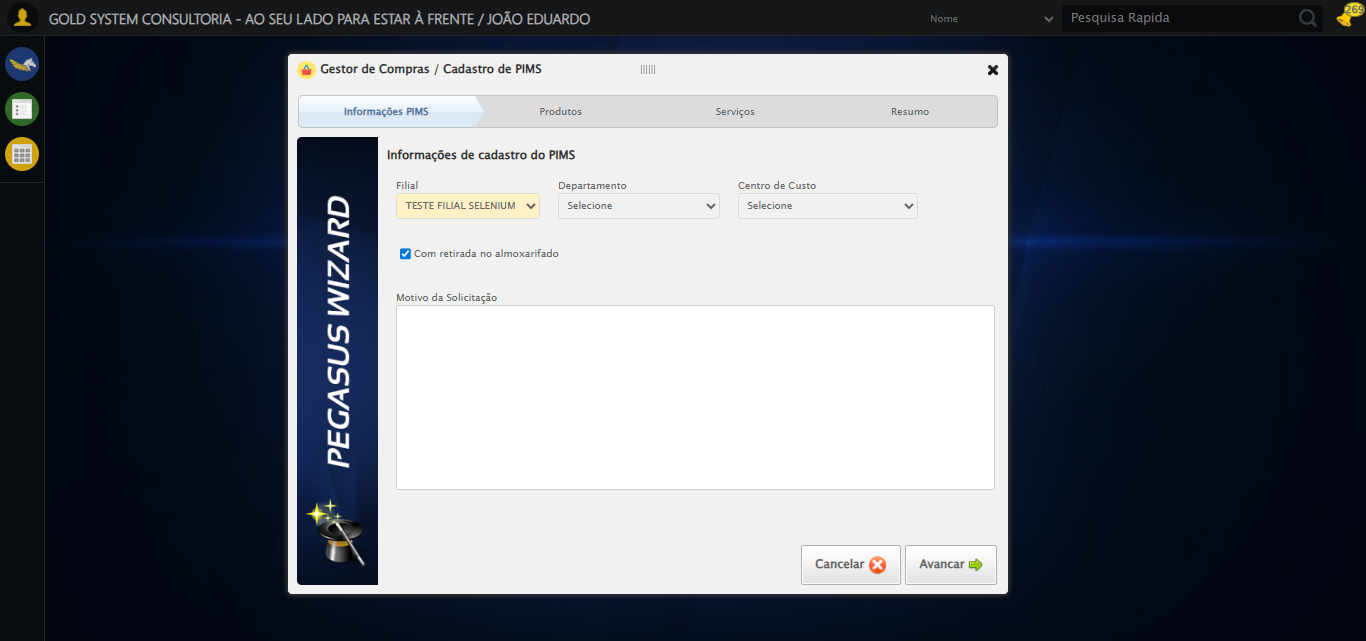 GOLD SYSTEM CONSULTORIA - AO SEU LADO PARA ESTAR À FRENTE / JOÃO EDUARDO
Nome
Pesquisa Rapida
269
Gestor de Compras / Cadastro de PIMS
Informações PIMS
Produtos
Serviços
Resumo
PEGASUS WIZARD
Informações de cadastro do PIMS
Filial
Departamento
Centro de Custo
TESTE FILIAL SELENIUM
Selecione
Selecione
Com retirada no almoxarifado
Motivo da Solicitação
Cancelar
Avancar